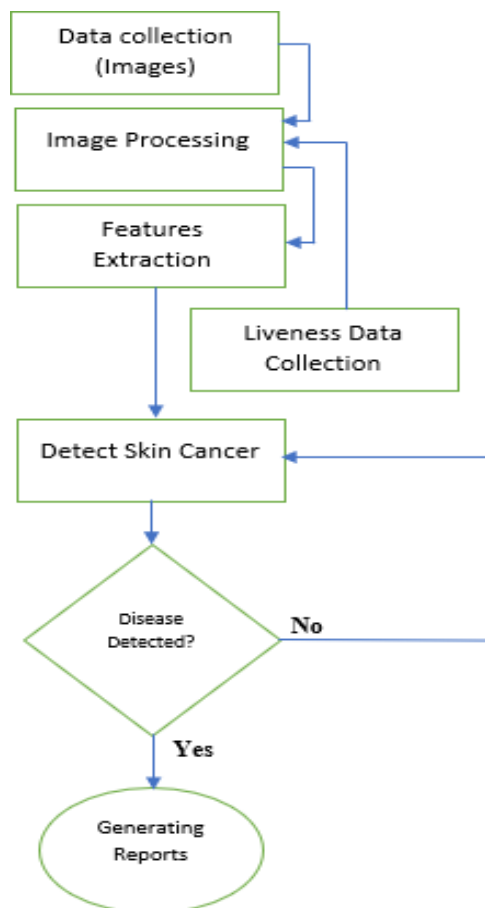 Data collection
(Images)
Image Processing
Features
Extraction
Liveness Data
Collection
Detect Skin Cancer
Disease
Detected?
No
Yes
Generating
Reports